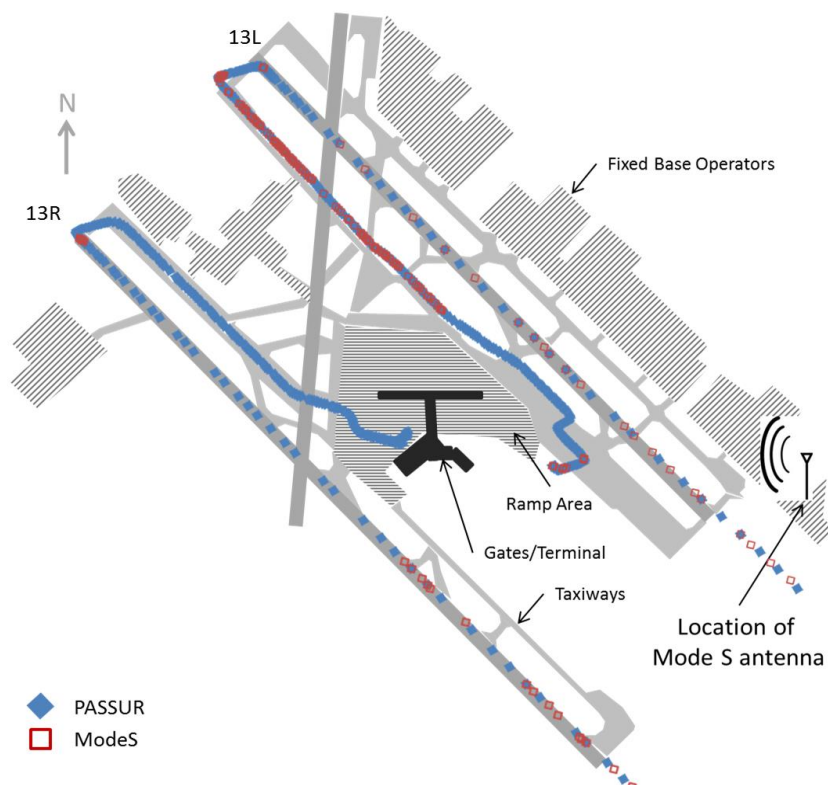 13L
N
Fixed Base Operators
13R
Ramp Area
Gates/Terminal
Taxiways
Location of
Mode S antenna
PASSUR
ModeS